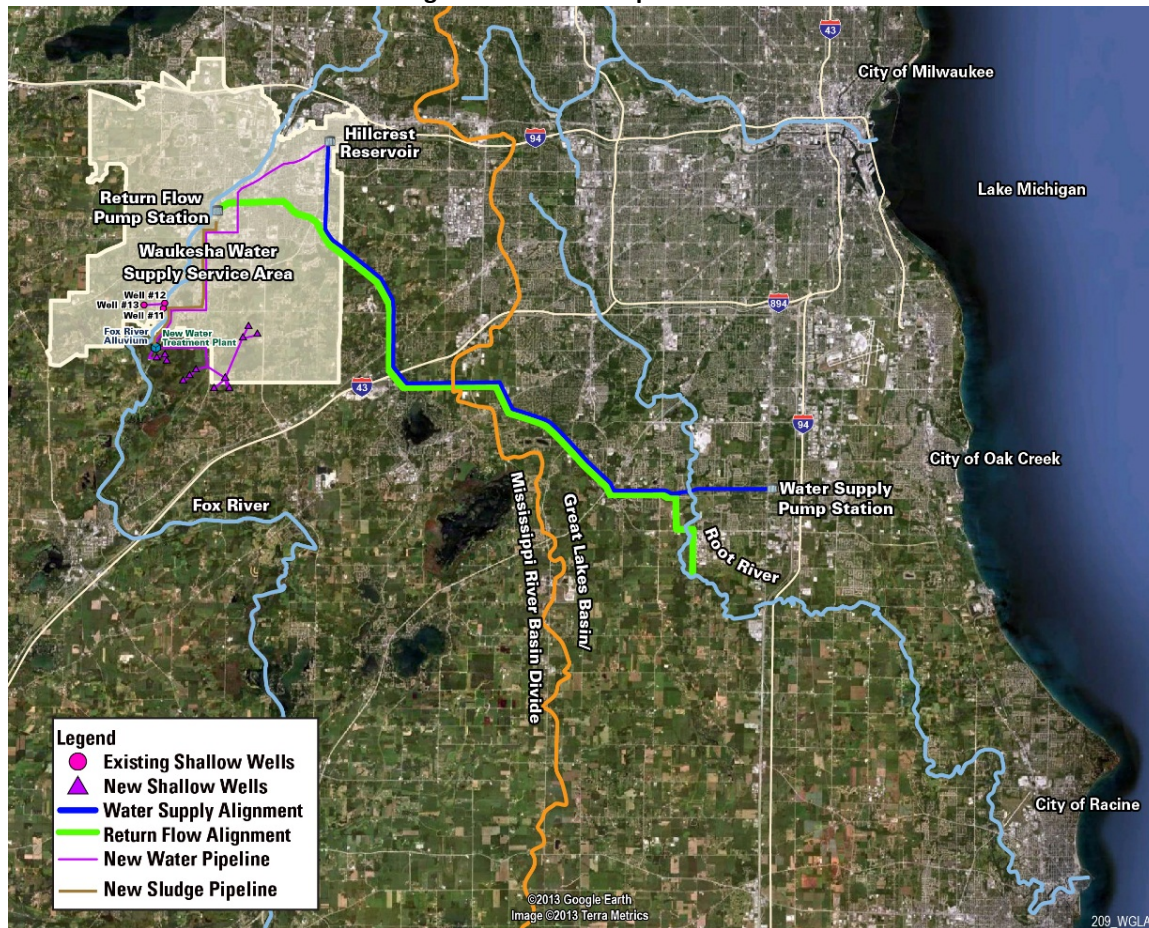 43
City of Milwaukee
94
Hillcrest
Reservoir
Lake Michigan
Return Flow
Pump Station
Waukesha Water
Supply Service Area
Well #12
Well #13
Well #11
894
Fox River
Alluvium
New Water
Treatment Plant
43
94
City of Oak Creek
Water Supply
Pump Station
Fox River
Mississippi River Basin Divide
Great Lakes Basin/
Root River
City of Racine
Legend
Existing Shallow Wells
New Shallow Wells
Water Supply Alignment
Return Flow Alignment
New Water Pipeline
New Sludge Pipeline
©2013 Google Earth
Image ©2013 Terra Metrics
209_WGLA